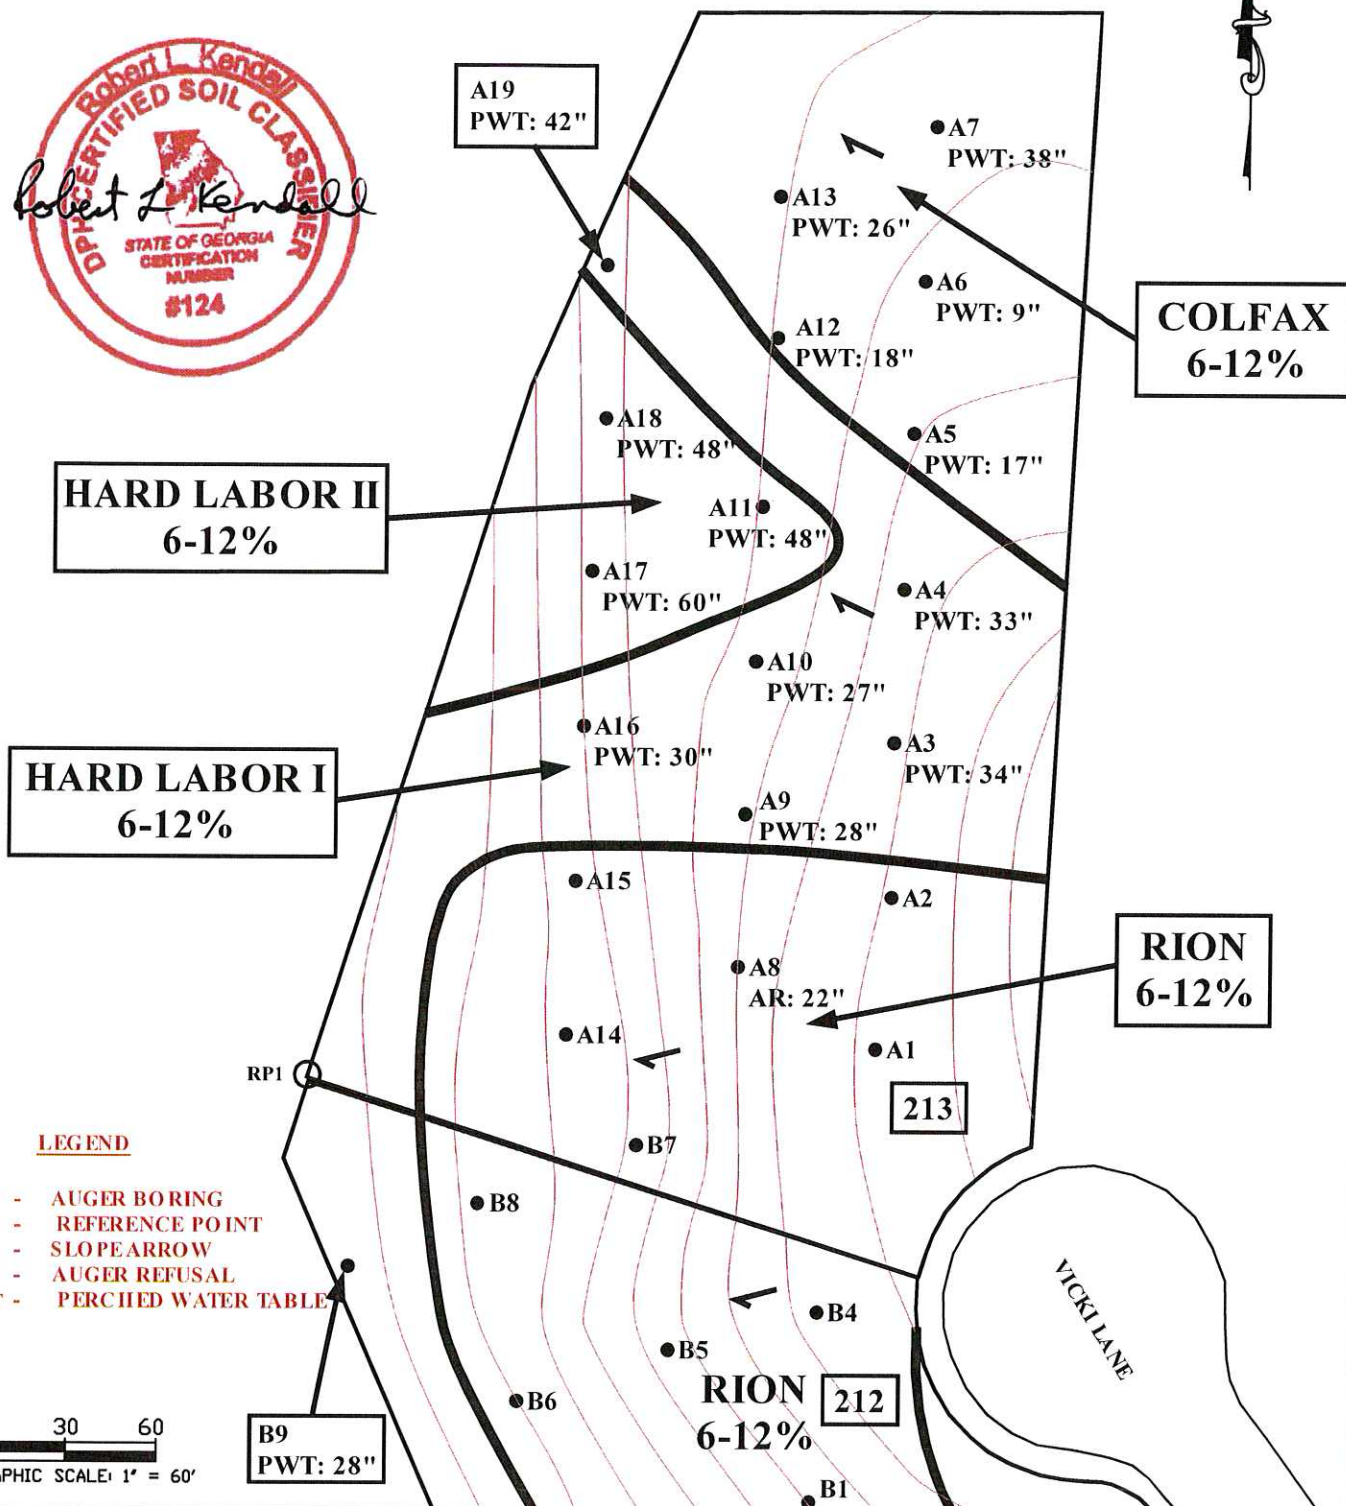 Robert L. Kendall
DPH CERTIFIED SOIL CLASSIFIER
STATE OF GEORGIA
CERTIFICATION
NUMBER
#124
Robert L Kendall
A19
PWT: 42"
A7
PWT: 38"
A13
PWT: 26"
A6
PWT: 9"
COLFAX
6-12%
A12
PWT: 18"
A18
PWT: 48"
A5
PWT: 17"
HARD LABOR II
6-12%
A11
PWT: 48"
A17
PWT: 60"
A4
PWT: 33"
A10
PWT: 27"
A16
PWT: 30"
A3
PWT: 34"
HARD LABOR I
6-12%
A9
PWT: 28"
A15
A2
A8
AR: 22"
RION
6-12%
A14
A1
RP1
213
LEGEND
- AUGER BORING
- REFERENCE POINT
- SLOPE ARROW
- AUGER REFUSAL
- PERCHED WATER TABLE
B7
B8
B4
B5
VICKI LANE
RION
6-12%
212
B6
B9
PWT: 28"
B1
30 60
APHIC SCALE: 1" = 60'